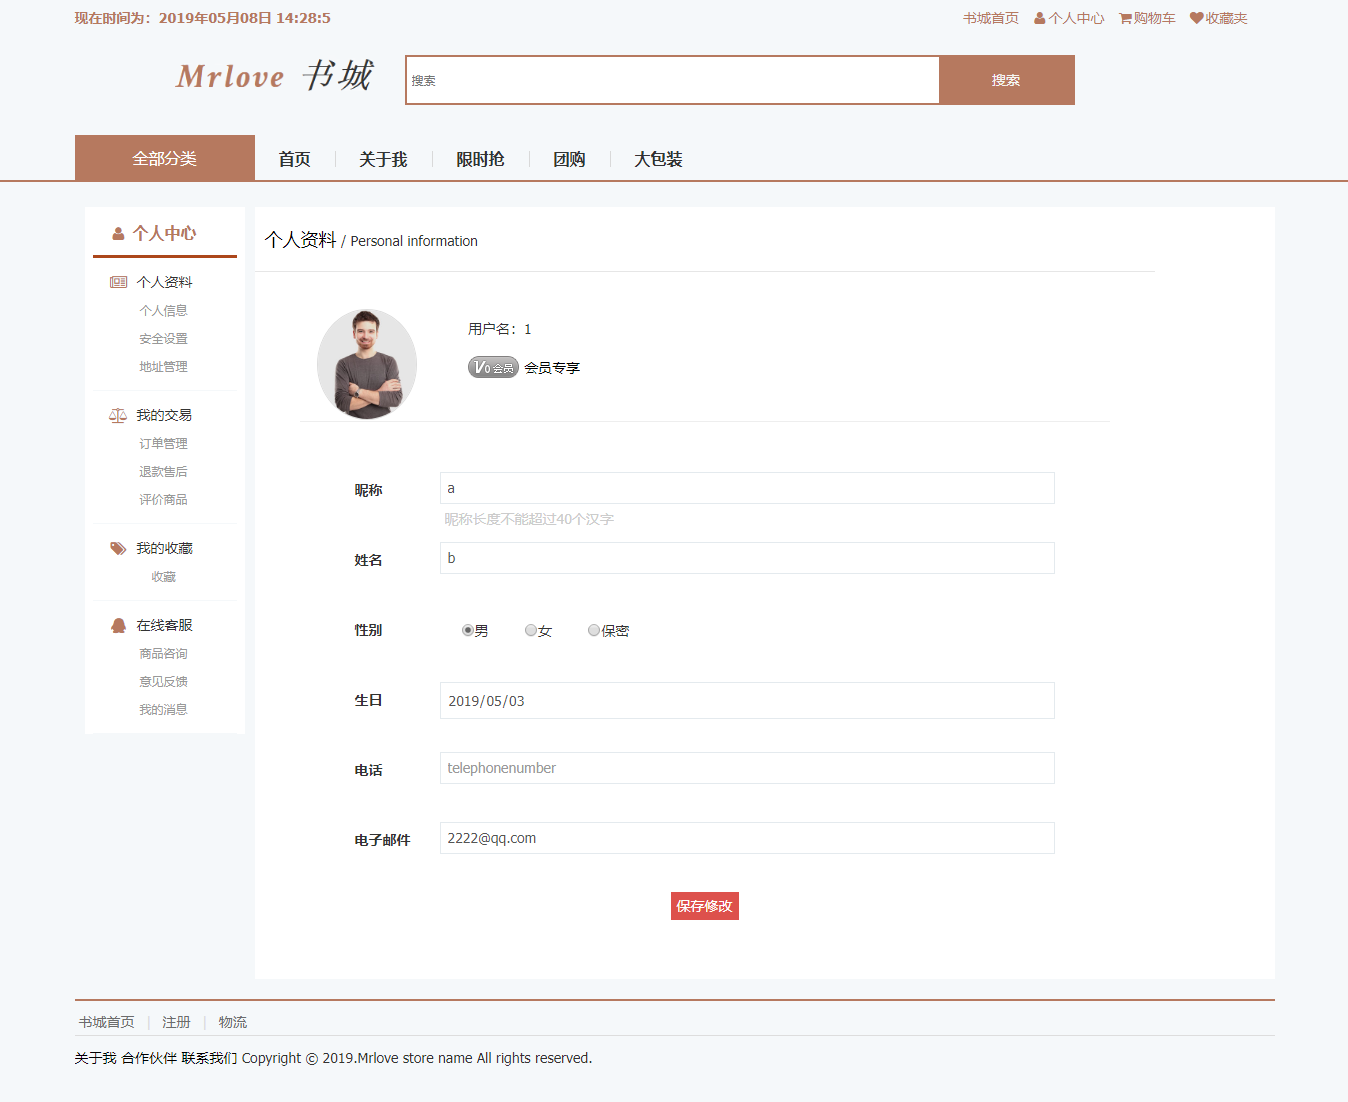 现在时间为：2019年05月08日 14:28:5
书城首页 个人中心 购物车 收藏夹
Mrlove 书城
搜索 搜索
全部分类 首页 关于我 限时抢 团购 大包装
个人中心
个人资料
个人信息
安全设置
地址管理
我的交易
订单管理
退款售后
评价商品
我的收藏
收藏
在线客服
商品咨询
意见反馈
我的消息
个人资料 / Personal information
用户名：1
V0会员 会员专享
昵称 a
昵称长度不能超过40个汉字
姓名 b
性别 男 女 保密
生日 2019/05/03
电话 telephonenumber
电子邮件 2222@qq.com
保存修改
书城首页 | 注册 | 物流
关于我 合作伙伴 联系我们 Copyright © 2019.Mrlove store name All rights reserved.